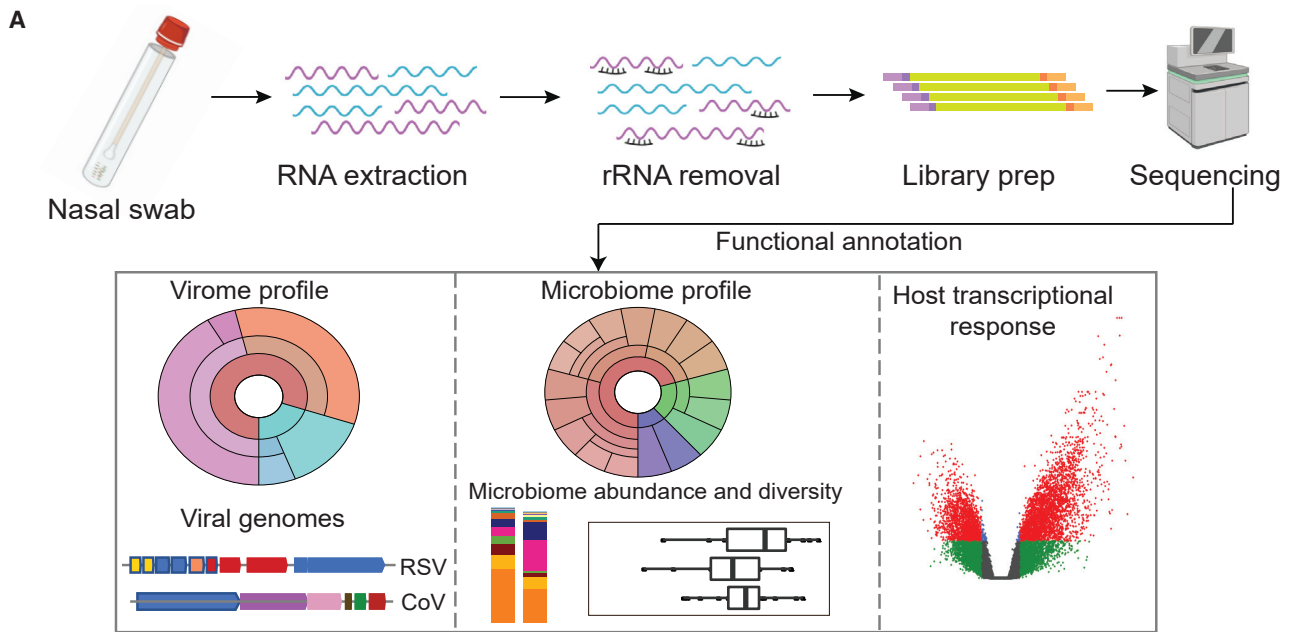 A
Nasal swab
RNA extraction
rRNA removal
Library prep
Sequencing
Functional annotation
Virome profile
Viral genomes
RSV
CoV
Microbiome profile
Microbiome abundance and diversity
Host transcriptional
response